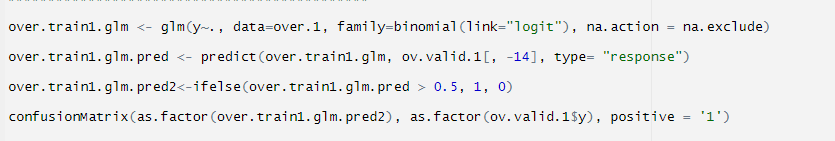 over.train1.glm <- glm(y~., data=over.1, family=binomial(link="logit"), na.action = na.exclude)
over.train1.glm.pred <- predict(over.train1.glm, ov.valid.1[, -14], type= "response")
over.train1.glm.pred2<-ifelse(over.train1.glm.pred > 0.5, 1, 0)
confusionMatrix(as.factor(over.train1.glm.pred2), as.factor(ov.valid.1$y), positive = '1')